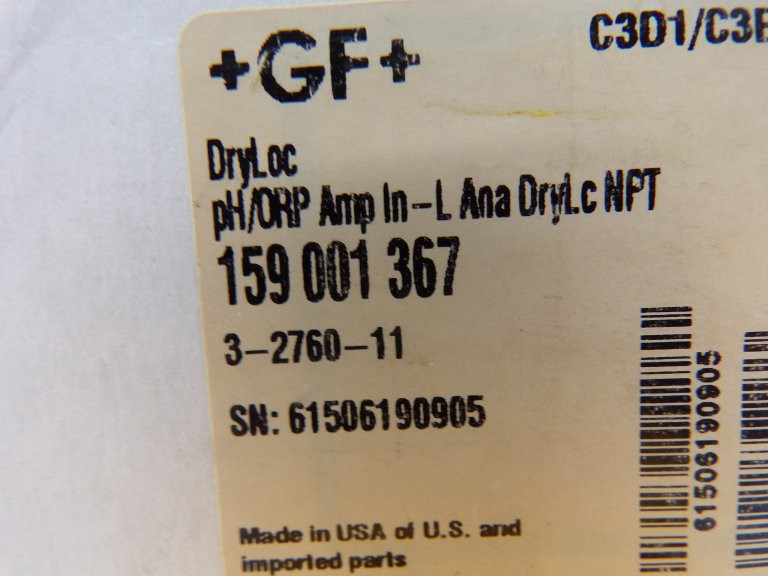 +GF+
C3D1/C3
DryLoc
pH/ORP Amp In-L Ana DryLc NPT
159 001 367
3-2760-11
SN: 61506190905
61506190905
Made in USA of U.S. and
imported parts